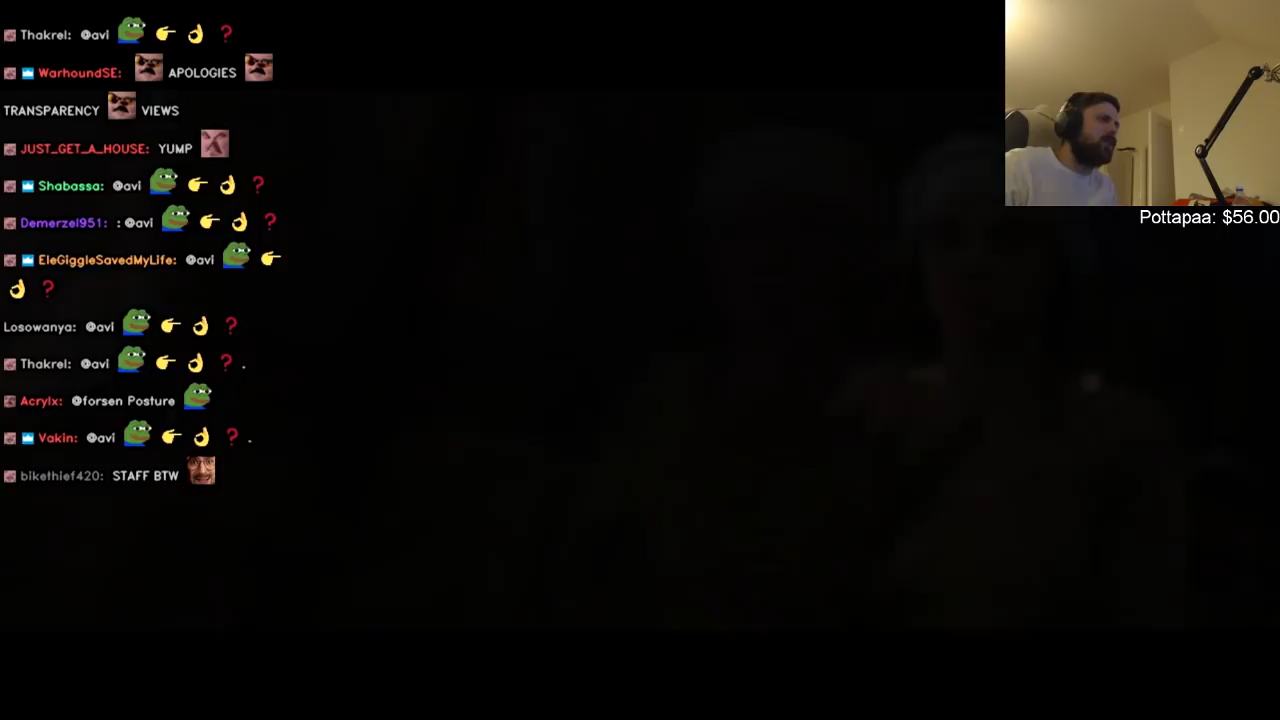 Thakrel: @avi 👉 👌 ❓
WarhoundSE: APOLOGIES
TRANSPARENCY VIEWS
JUST_GET_A_HOUSE: YUMP
Shabassa: @avi 👉 👌 ❓
Demerzel951: : @avi 👉 👌 ❓
EleGiggleSavedMyLife: @avi 👉
👌 ❓
Losowanya: @avi 👉 👌 ❓
Thakrel: @avi 👉 👌 ❓ .
Acrylx: @forsen Posture
Vakin: @avi 👉 👌 ❓ .
bikethief420: STAFF BTW
Pottapaa: $56.00